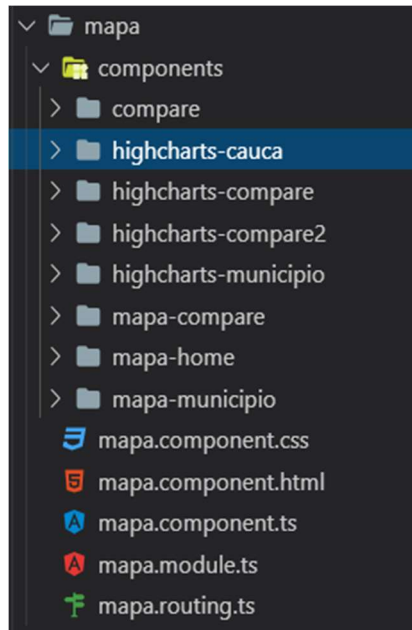 mapa
components
compare
highcharts-cauca
highcharts-compare
highcharts-compare2
highcharts-municipio
mapa-compare
mapa-home
mapa-municipio
mapa.component.css
mapa.component.html
mapa.component.ts
mapa.module.ts
mapa.routing.ts